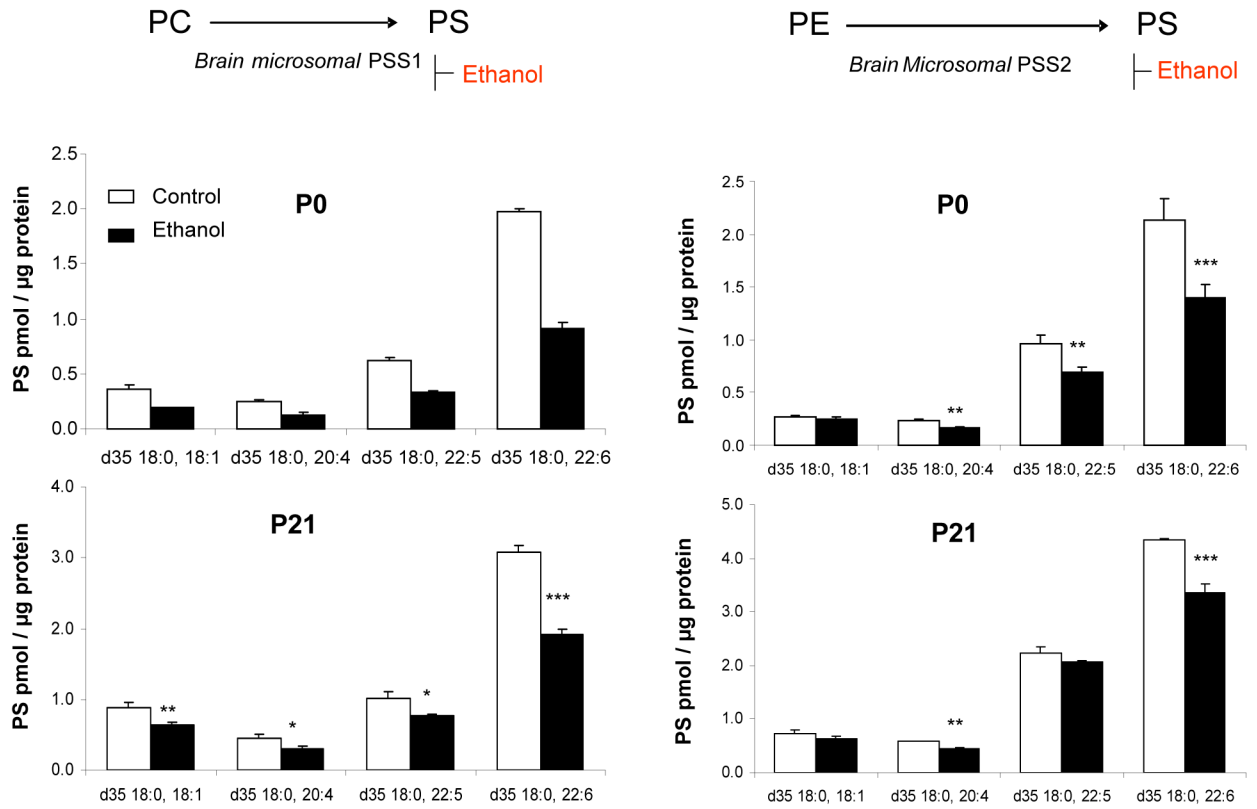 PC PS
Brain microsomal PSS1
Ethanol
PE PS
Brain Microsomal PSS2
Ethanol
PS pmol / µg protein
2.5
2.0
1.5
1.0
0.5
0.0
Control
Ethanol
P0
d35 18:0, 18:1 d35 18:0, 20:4 d35 18:0, 22:5 d35 18:0, 22:6
PS pmol / µg protein
2.5
2.0
1.5
1.0
0.5
0.0
P0
** ** ***
d35 18:0, 18:1 d35 18:0, 20:4 d35 18:0, 22:5 d35 18:0, 22:6
PS pmol / µg protein
4.0
3.0
2.0
1.0
0.0
P21
** * * ***
d35 18:0, 18:1 d35 18:0, 20:4 d35 18:0, 22:5 d35 18:0, 22:6
PS pmol / µg protein
5.0
4.0
3.0
2.0
1.0
0.0
P21
** ***
d35 18:0, 18:1 d35 18:0, 20:4 d35 18:0, 22:5 d35 18:0, 22:6